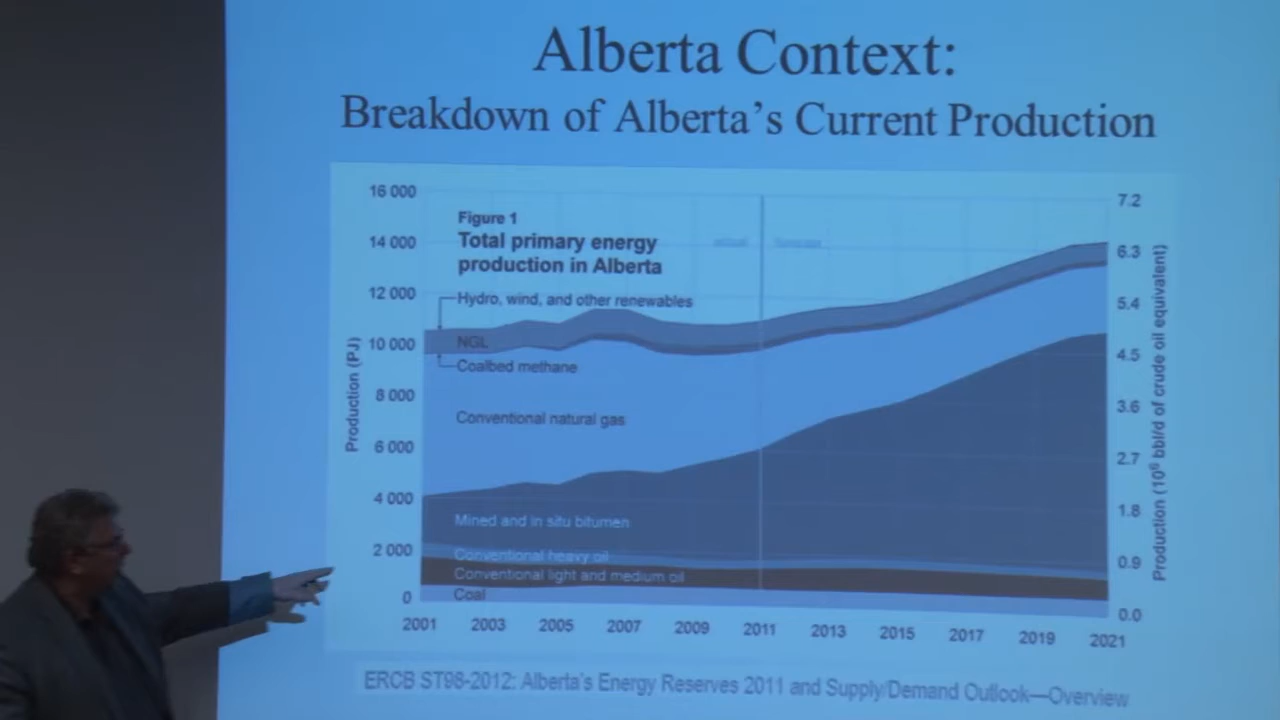 Alberta Context:
Breakdown of Alberta's Current Production
16 000
14 000
12 000
10 000
8 000
6 000
4 000
2 000
0
Production (PJ)
Figure 1
Total primary energy
production in Alberta
Hydro, wind, and other renewables
NGL
Coalbed methane
Conventional natural gas
Mined and in situ bitumen
Conventional heavy oil
Conventional light and medium oil
Coal
7.2
6.3
5.4
4.5
3.6
2.7
1.8
0.9
0.0
Production (10⁶ bbl/d of crude oil equivalent)
2001 2003 2005 2007 2009 2011 2013 2015 2017 2019 2021
ERCB ST98-2012: Alberta's Energy Reserves 2011 and Supply/Demand Outlook—Overview